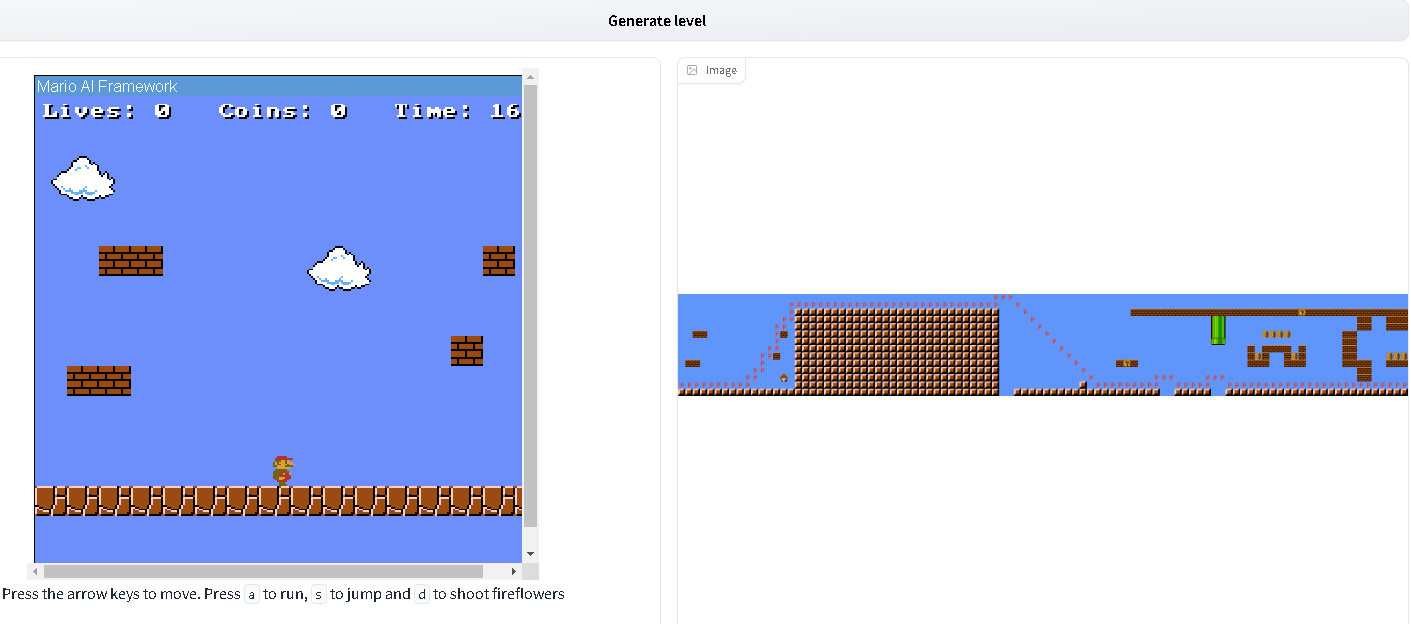 Generate level
Mario AI Framework
Lives: 0 Coins: 0 Time: 16
Image
Press the arrow keys to move. Press a to run, s to jump and d to shoot fireflowers